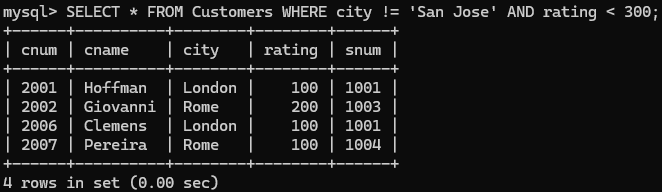 mysql> SELECT * FROM Customers WHERE city != 'San Jose' AND rating < 300;
+------+----------+--------+--------+------+
| cnum | cname    | city   | rating | snum |
+------+----------+--------+--------+------+
| 2001 | Hoffman  | London |    100 | 1001 |
| 2002 | Giovanni | Rome   |    200 | 1003 |
| 2006 | Clemens  | London |    100 | 1001 |
| 2007 | Pereira  | Rome   |    100 | 1004 |
+------+----------+--------+--------+------+
4 rows in set (0.00 sec)